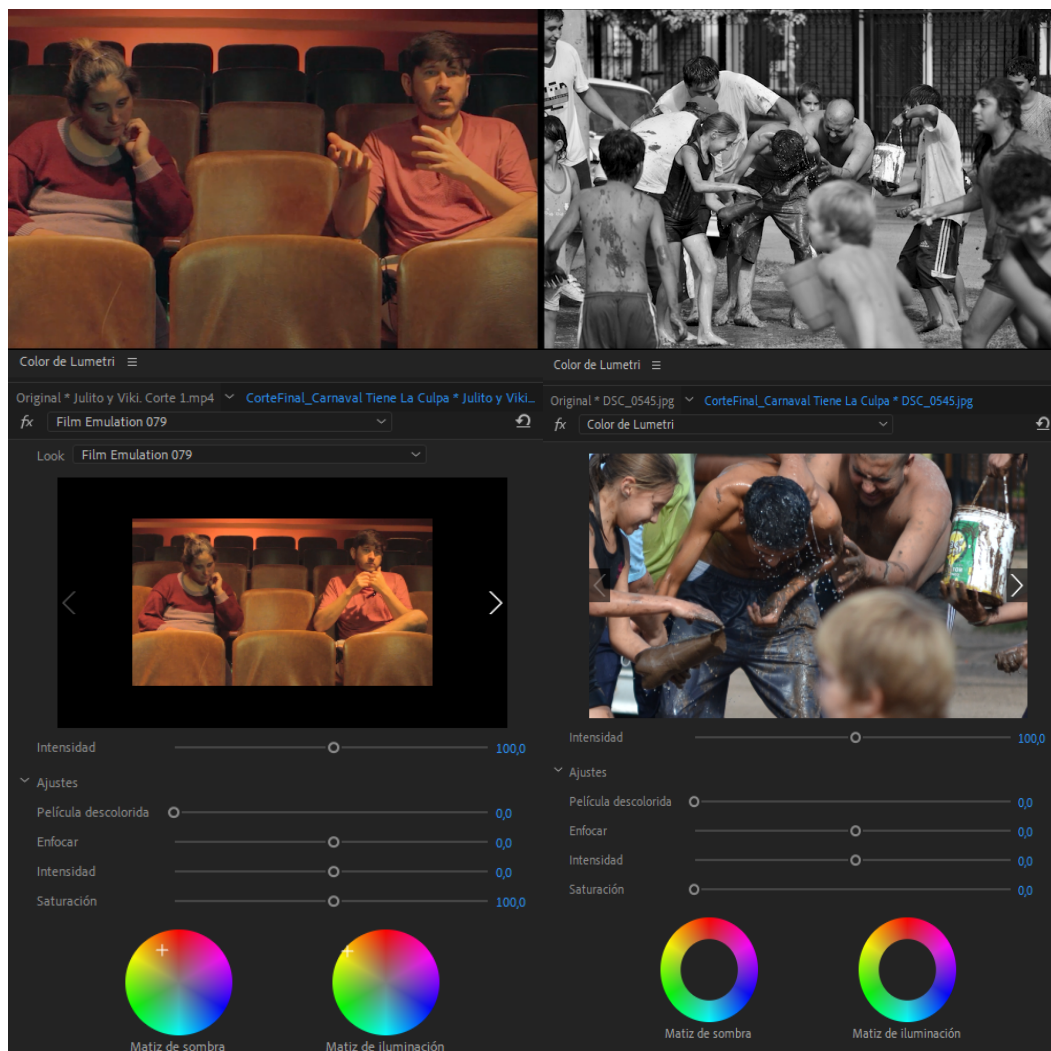 Color de Lumetri
Original * Julito y Viki. Corte 1.mp4 CorteFinal_Carnaval Tiene La Culpa * Julito y Viki...
fx Film Emulation 079
Look Film Emulation 079
Intensidad 100,0
Ajustes
Película descolorida 0,0
Enfocar 0,0
Intensidad 0,0
Saturación 100,0
Matiz de sombra Matiz de iluminación
Color de Lumetri
Original * DSC_0545.jpg CorteFinal_Carnaval Tiene La Culpa * DSC_0545.jpg
fx Color de Lumetri
Intensidad 100,0
Ajustes
Película descolorida 0,0
Enfocar 0,0
Intensidad 0,0
Saturación 0,0
Matiz de sombra Matiz de iluminación